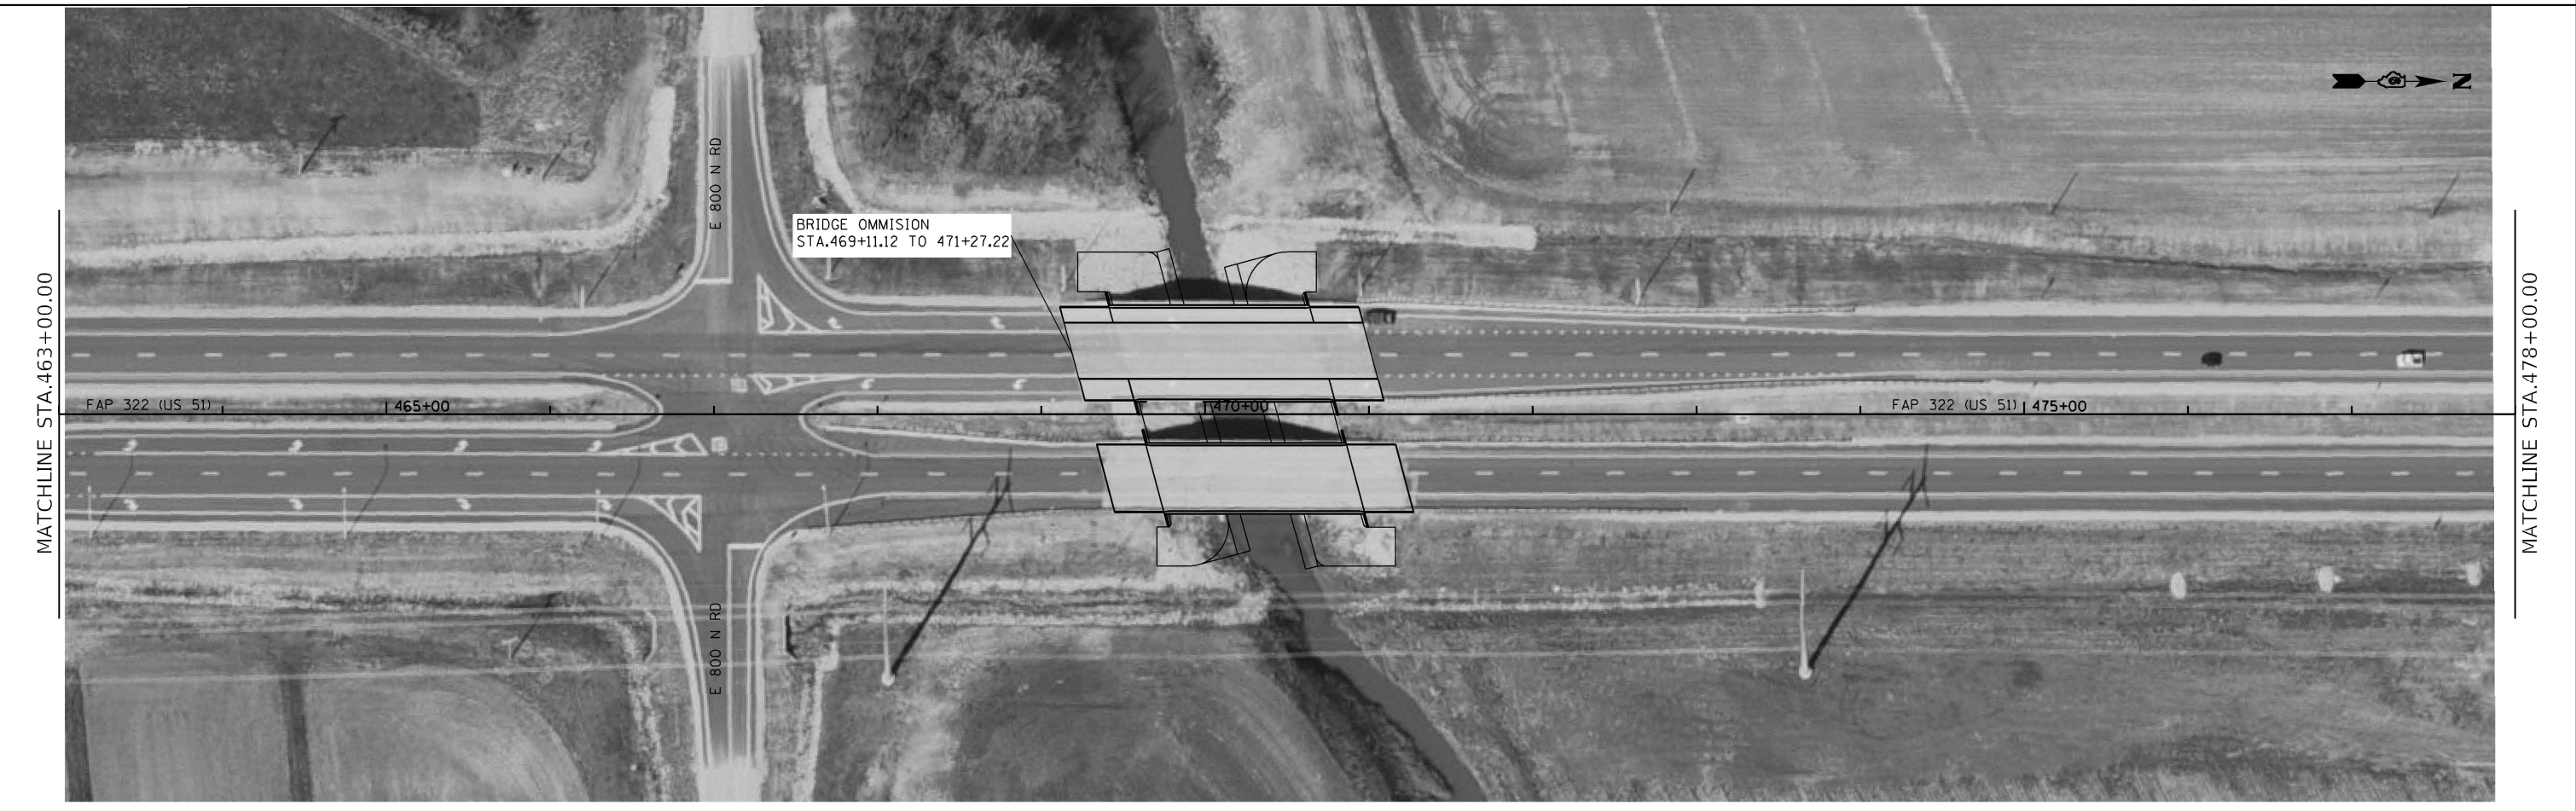 N
E 800 N RD
BRIDGE OMMISION
STA.469+11.12 TO 471+27.22
MATCHLINE STA.463+00.00
FAP 322 (US 51)
465+00
470+00
FAP 322 (US 51)
475+00
MATCHLINE STA.478+00.00
E 800 N RD